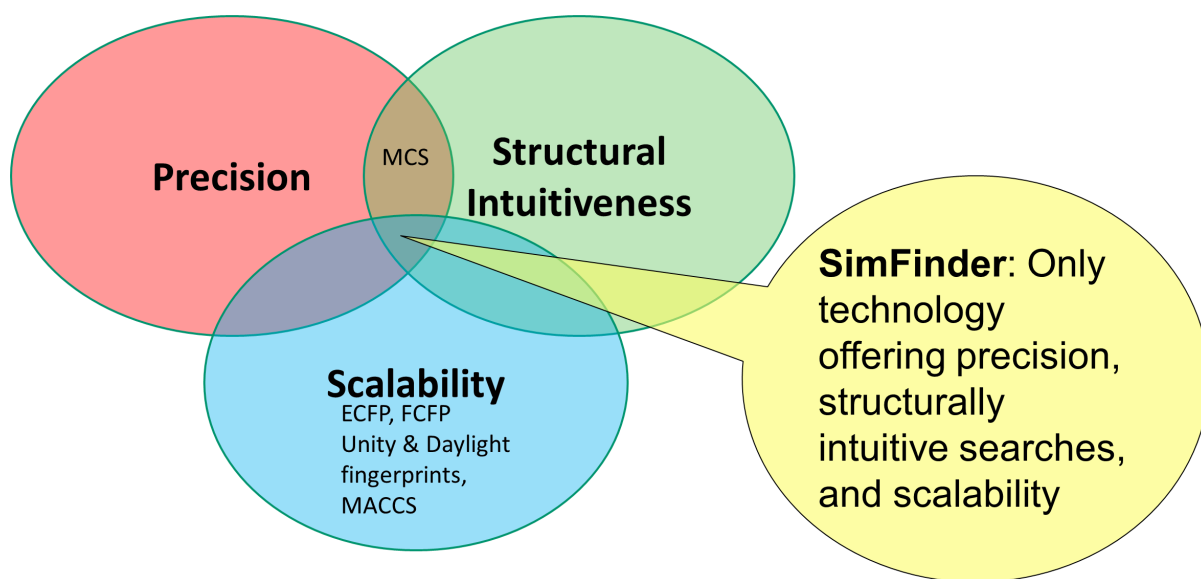 Precision
MCS
Structural
Intuitiveness
Scalability
ECFP, FCFP
Unity & Daylight
fingerprints,
MACCS
SimFinder: Only
technology
offering precision,
structurally
intuitive searches,
and scalability